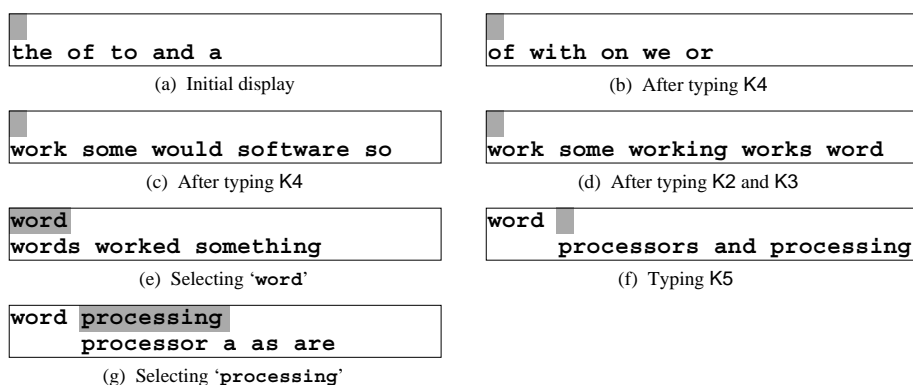 the of to and a
(a) Initial display
of with on we or
(b) After typing K4
work some would software so
(c) After typing K4
work some working works word
(d) After typing K2 and K3
word
words worked something
(e) Selecting ‘word’
word
processors and processing
(f) Typing K5
word processing
processor a as are
(g) Selecting ‘processing’